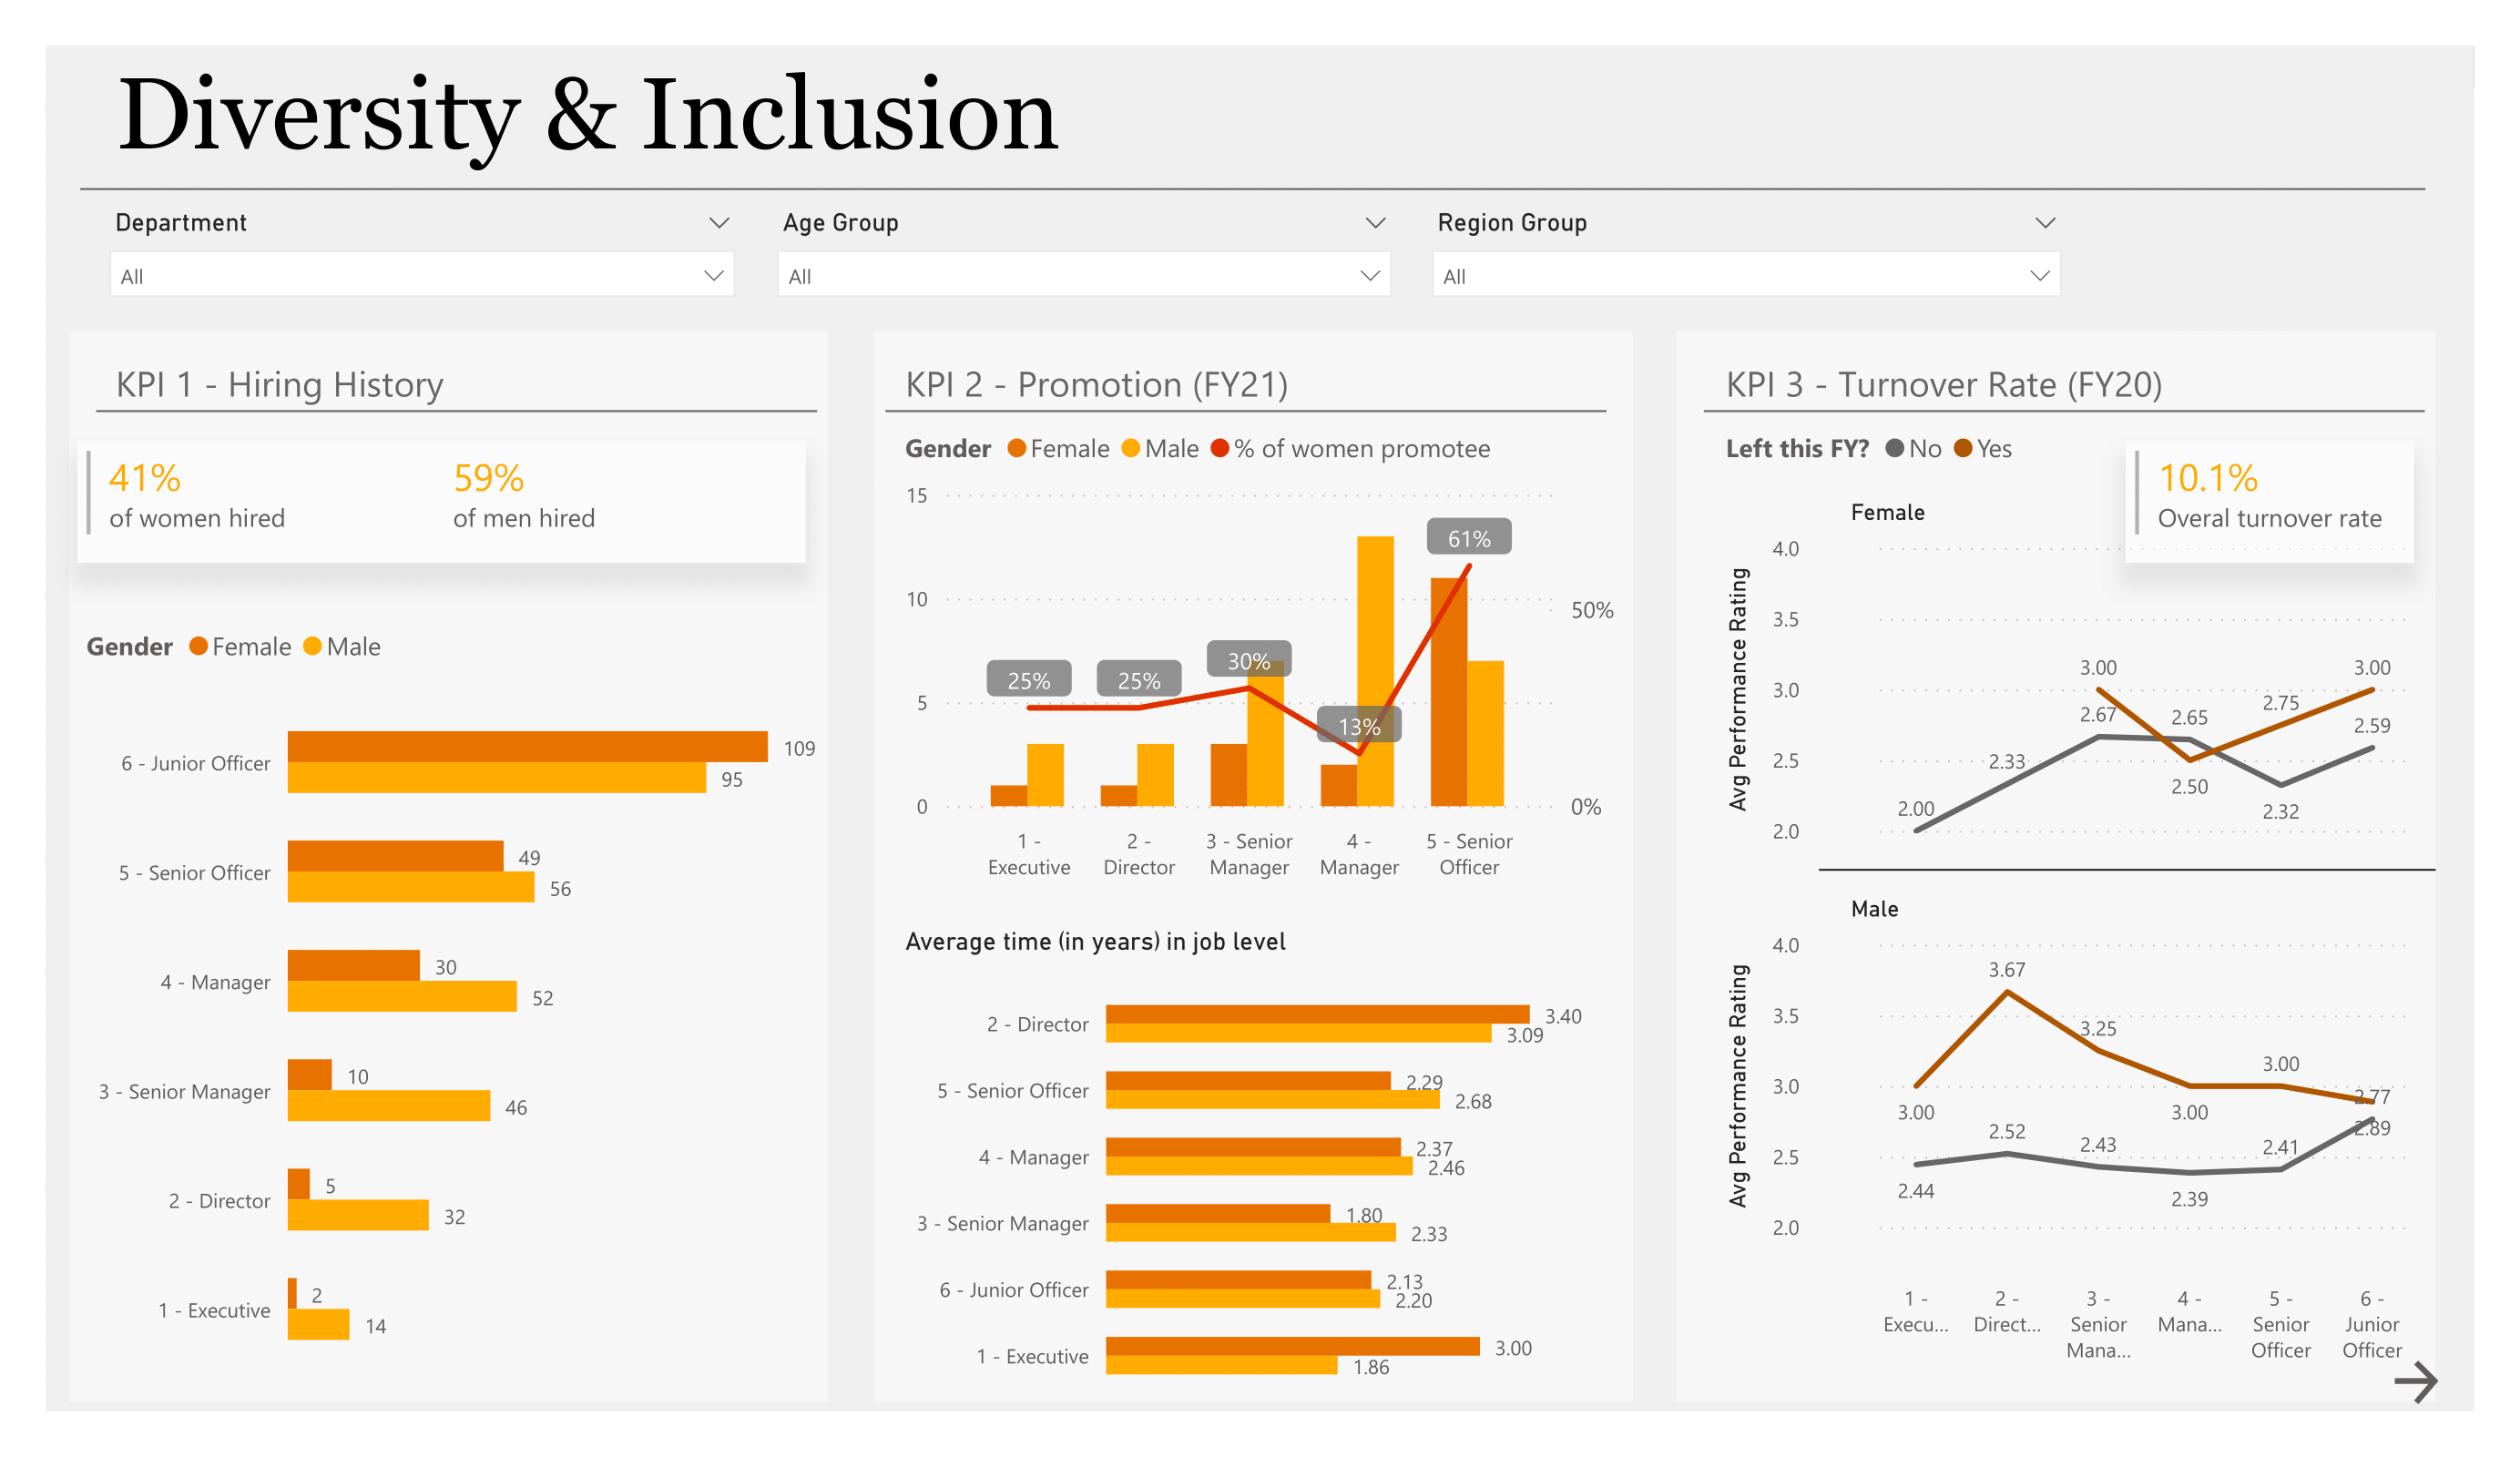 Diversity & Inclusion
Department
All
Age Group
All
Region Group
All
KPI 1 - Hiring History
41%
of women hired
59%
of men hired
Gender Female Male
6 - Junior Officer 109
95
5 - Senior Officer 49
56
4 - Manager 30
52
3 - Senior Manager 10
46
2 - Director 5
32
1 - Executive 2
14
KPI 2 - Promotion (FY21)
Gender Female Male % of women promotee
15
10
5
0
50%
0%
25% 25% 30% 13% 61%
1 -
Executive
2 -
Director
3 - Senior
Manager
4 -
Manager
5 - Senior
Officer
Average time (in years) in job level
2 - Director 3.40
3.09
5 - Senior Officer 2.29
2.68
4 - Manager 2.37
2.46
3 - Senior Manager 1.80
2.33
6 - Junior Officer 2.13
2.20
1 - Executive 3.00
1.86
KPI 3 - Turnover Rate (FY20)
Left this FY? No Yes
10.1%
Overal turnover rate
Female
Avg Performance Rating
4.0
3.5
3.0
2.5
2.0
3.00 2.50 2.75 3.00
2.00 2.33 2.67 2.65 2.32 2.59
Male
Avg Performance Rating
4.0
3.5
3.0
2.5
2.0
3.00 3.67 3.25 3.00 3.00 2.89
2.44 2.52 2.43 2.39 2.41 2.77
1 -
Execu...
2 -
Direct...
3 -
Senior
Mana...
4 -
Mana...
5 -
Senior
Officer
6 -
Junior
Officer